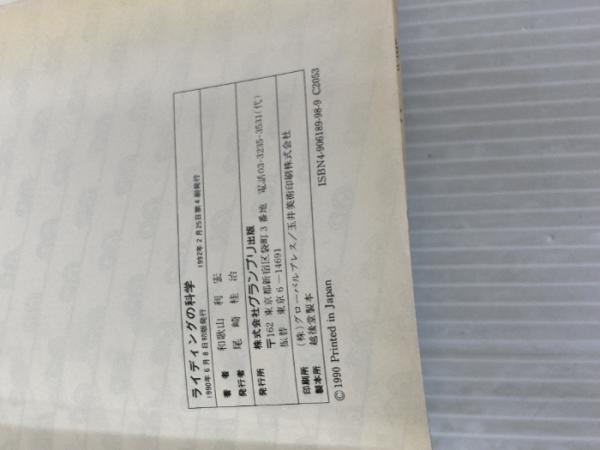 ライディングの科学
1990年6月8日初版発行 1992年2月25日第4刷発行
著者 和歌山利宏
発行者 尾崎桂治
発行所 株式会社グランプリ出版
〒162 東京都新宿区袋町3番地 電話03-3235-3531(代)
振替 東京6-14691
印刷所 (株)グローバルプレス/玉井美術印刷株式会社
製本所 越後堂製本
©1990 Printed in Japan ISBN4-906189-98-9 C2053